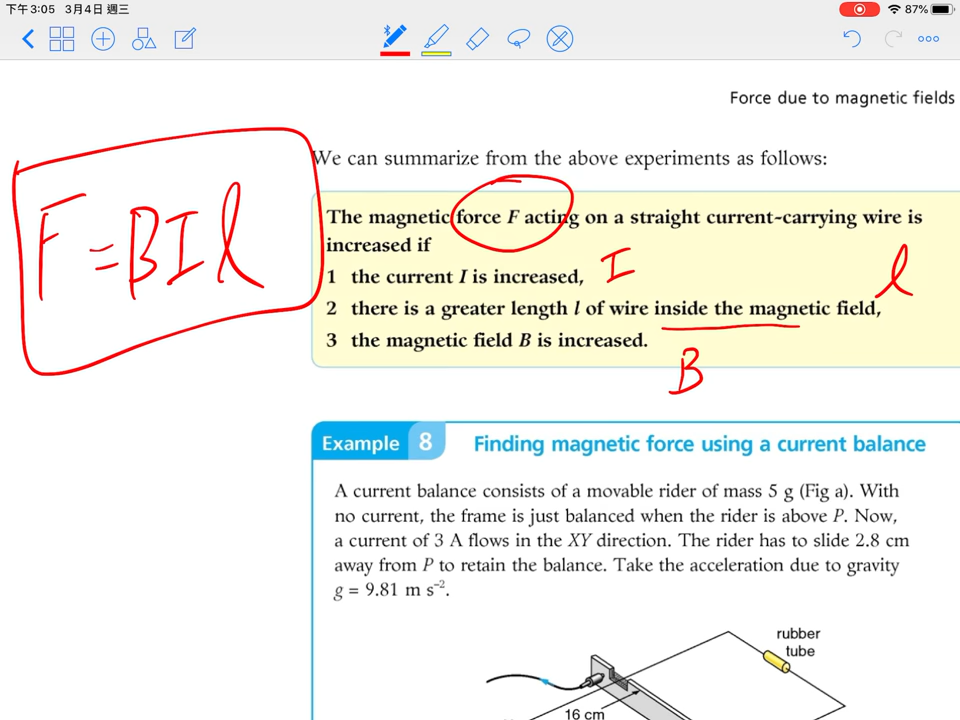 下午3:05 3月4日 週三
87%
Force due to magnetic fields
We can summarize from the above experiments as follows:
F = BIl
The magnetic force F acting on a straight current-carrying wire is
increased if
1 the current I is increased, I
2 there is a greater length l of wire inside the magnetic field, l
3 the magnetic field B is increased.
B
Example 8 Finding magnetic force using a current balance
A current balance consists of a movable rider of mass 5 g (Fig a). With
no current, the frame is just balanced when the rider is above P. Now,
a current of 3 A flows in the XY direction. The rider has to slide 2.8 cm
away from P to retain the balance. Take the acceleration due to gravity
g = 9.81 m s⁻².
rubber
tube
16 cm